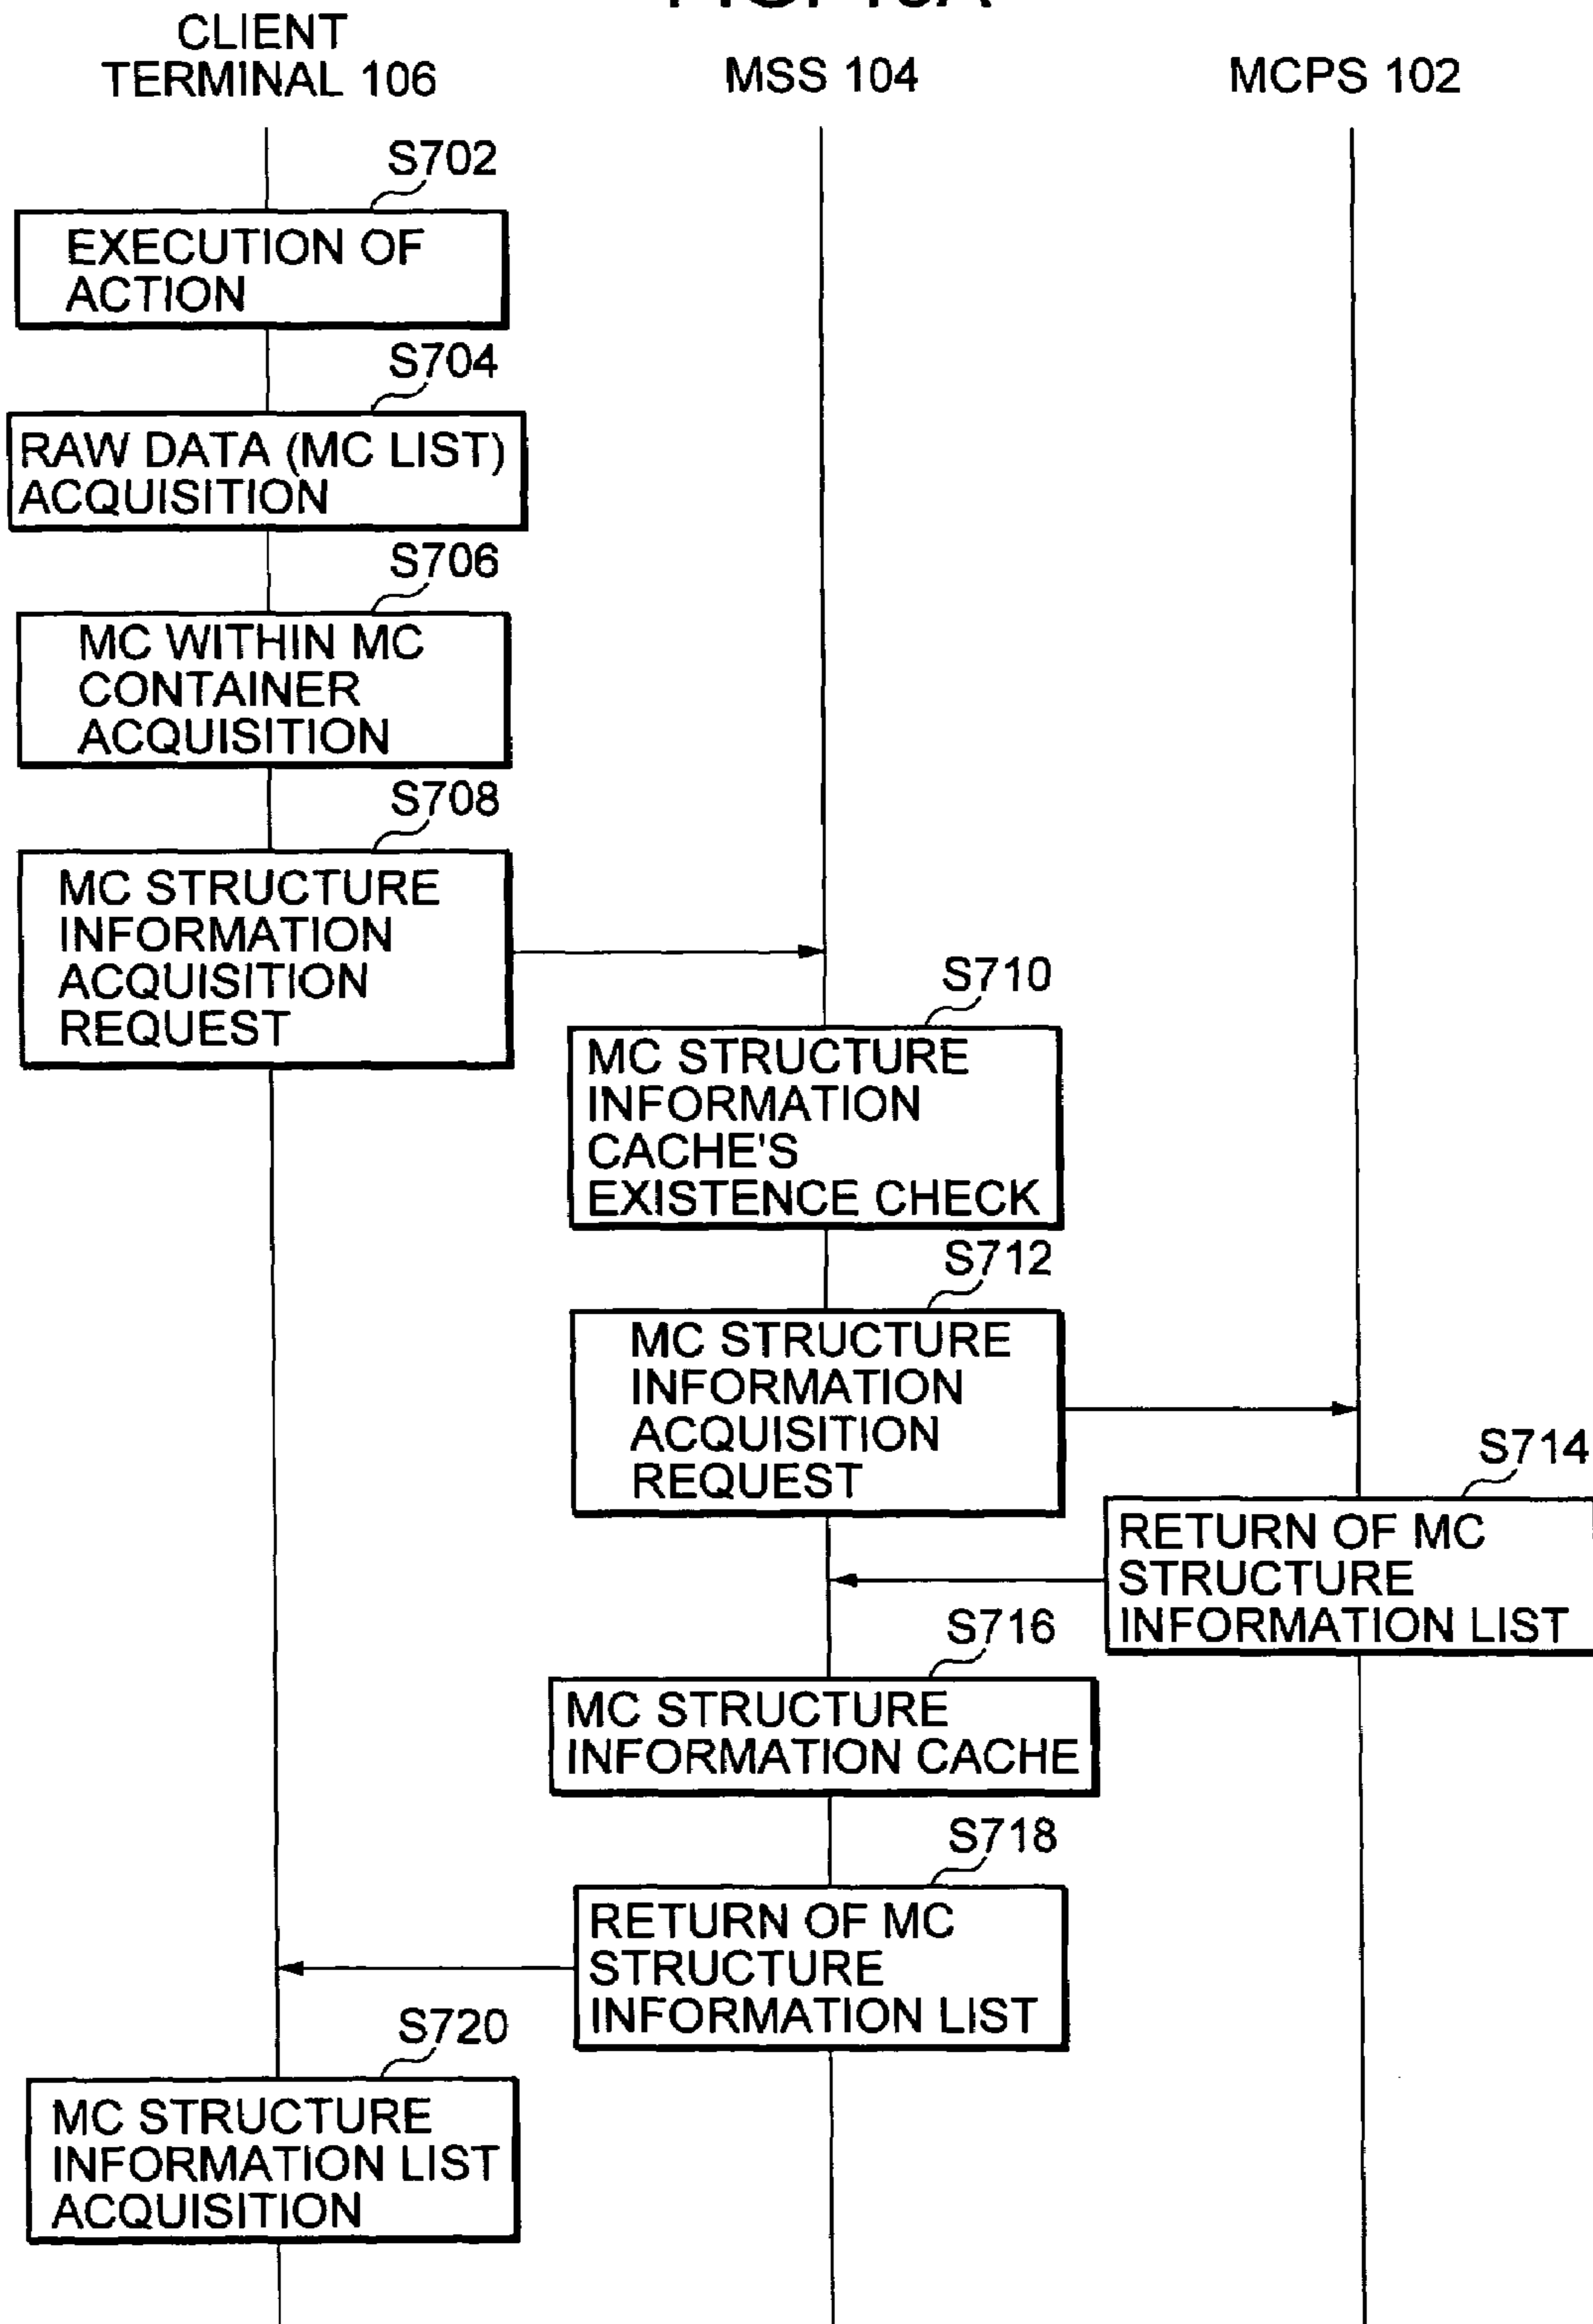 CLIENT
TERMINAL 106
MSS 104
MCPS 102
S702
EXECUTION OF
ACTION
S704
RAW DATA (MC LIST)
ACQUISITION
S706
MC WITHIN MC
CONTAINER
ACQUISITION
S708
MC STRUCTURE
INFORMATION
ACQUISITION
REQUEST
S710
MC STRUCTURE
INFORMATION
CACHE'S
EXISTENCE CHECK
S712
MC STRUCTURE
INFORMATION
ACQUISITION
REQUEST
S714
RETURN OF MC
STRUCTURE
INFORMATION LIST
S716
MC STRUCTURE
INFORMATION CACHE
S718
RETURN OF MC
STRUCTURE
INFORMATION LIST
S720
MC STRUCTURE
INFORMATION LIST
ACQUISITION